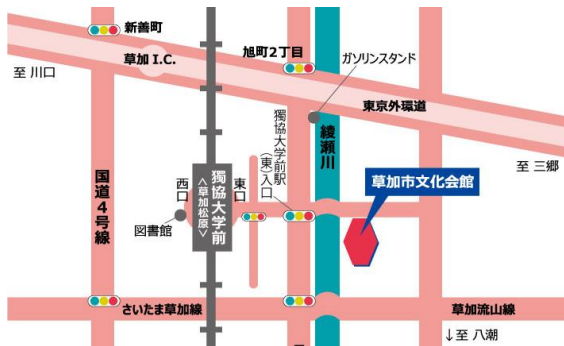 新善町
草加 I.C.
旭町2丁目
ガソリンスタンド
至 川口
東京外環道
獨協大学前駅
(東)入口
綾瀬川
至 三郷
国道4号線
西口
獨協大学前
<草加松原>
東口
草加市文化会館
図書館
さいたま草加線
草加流山線
↓至 八潮